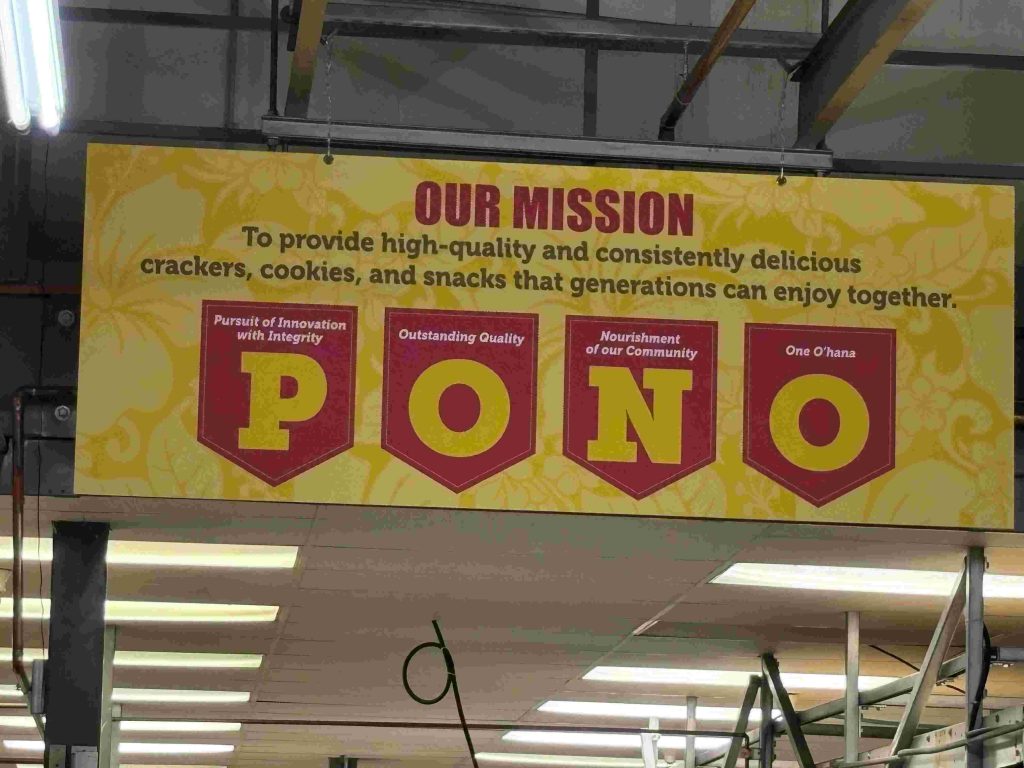 OUR MISSION
To provide high-quality and consistently delicious
crackers, cookies, and snacks that generations can enjoy together.
Pursuit of Innovation
with Integrity
P
Outstanding Quality
O
Nourishment
of our Community
N
One O'hana
O